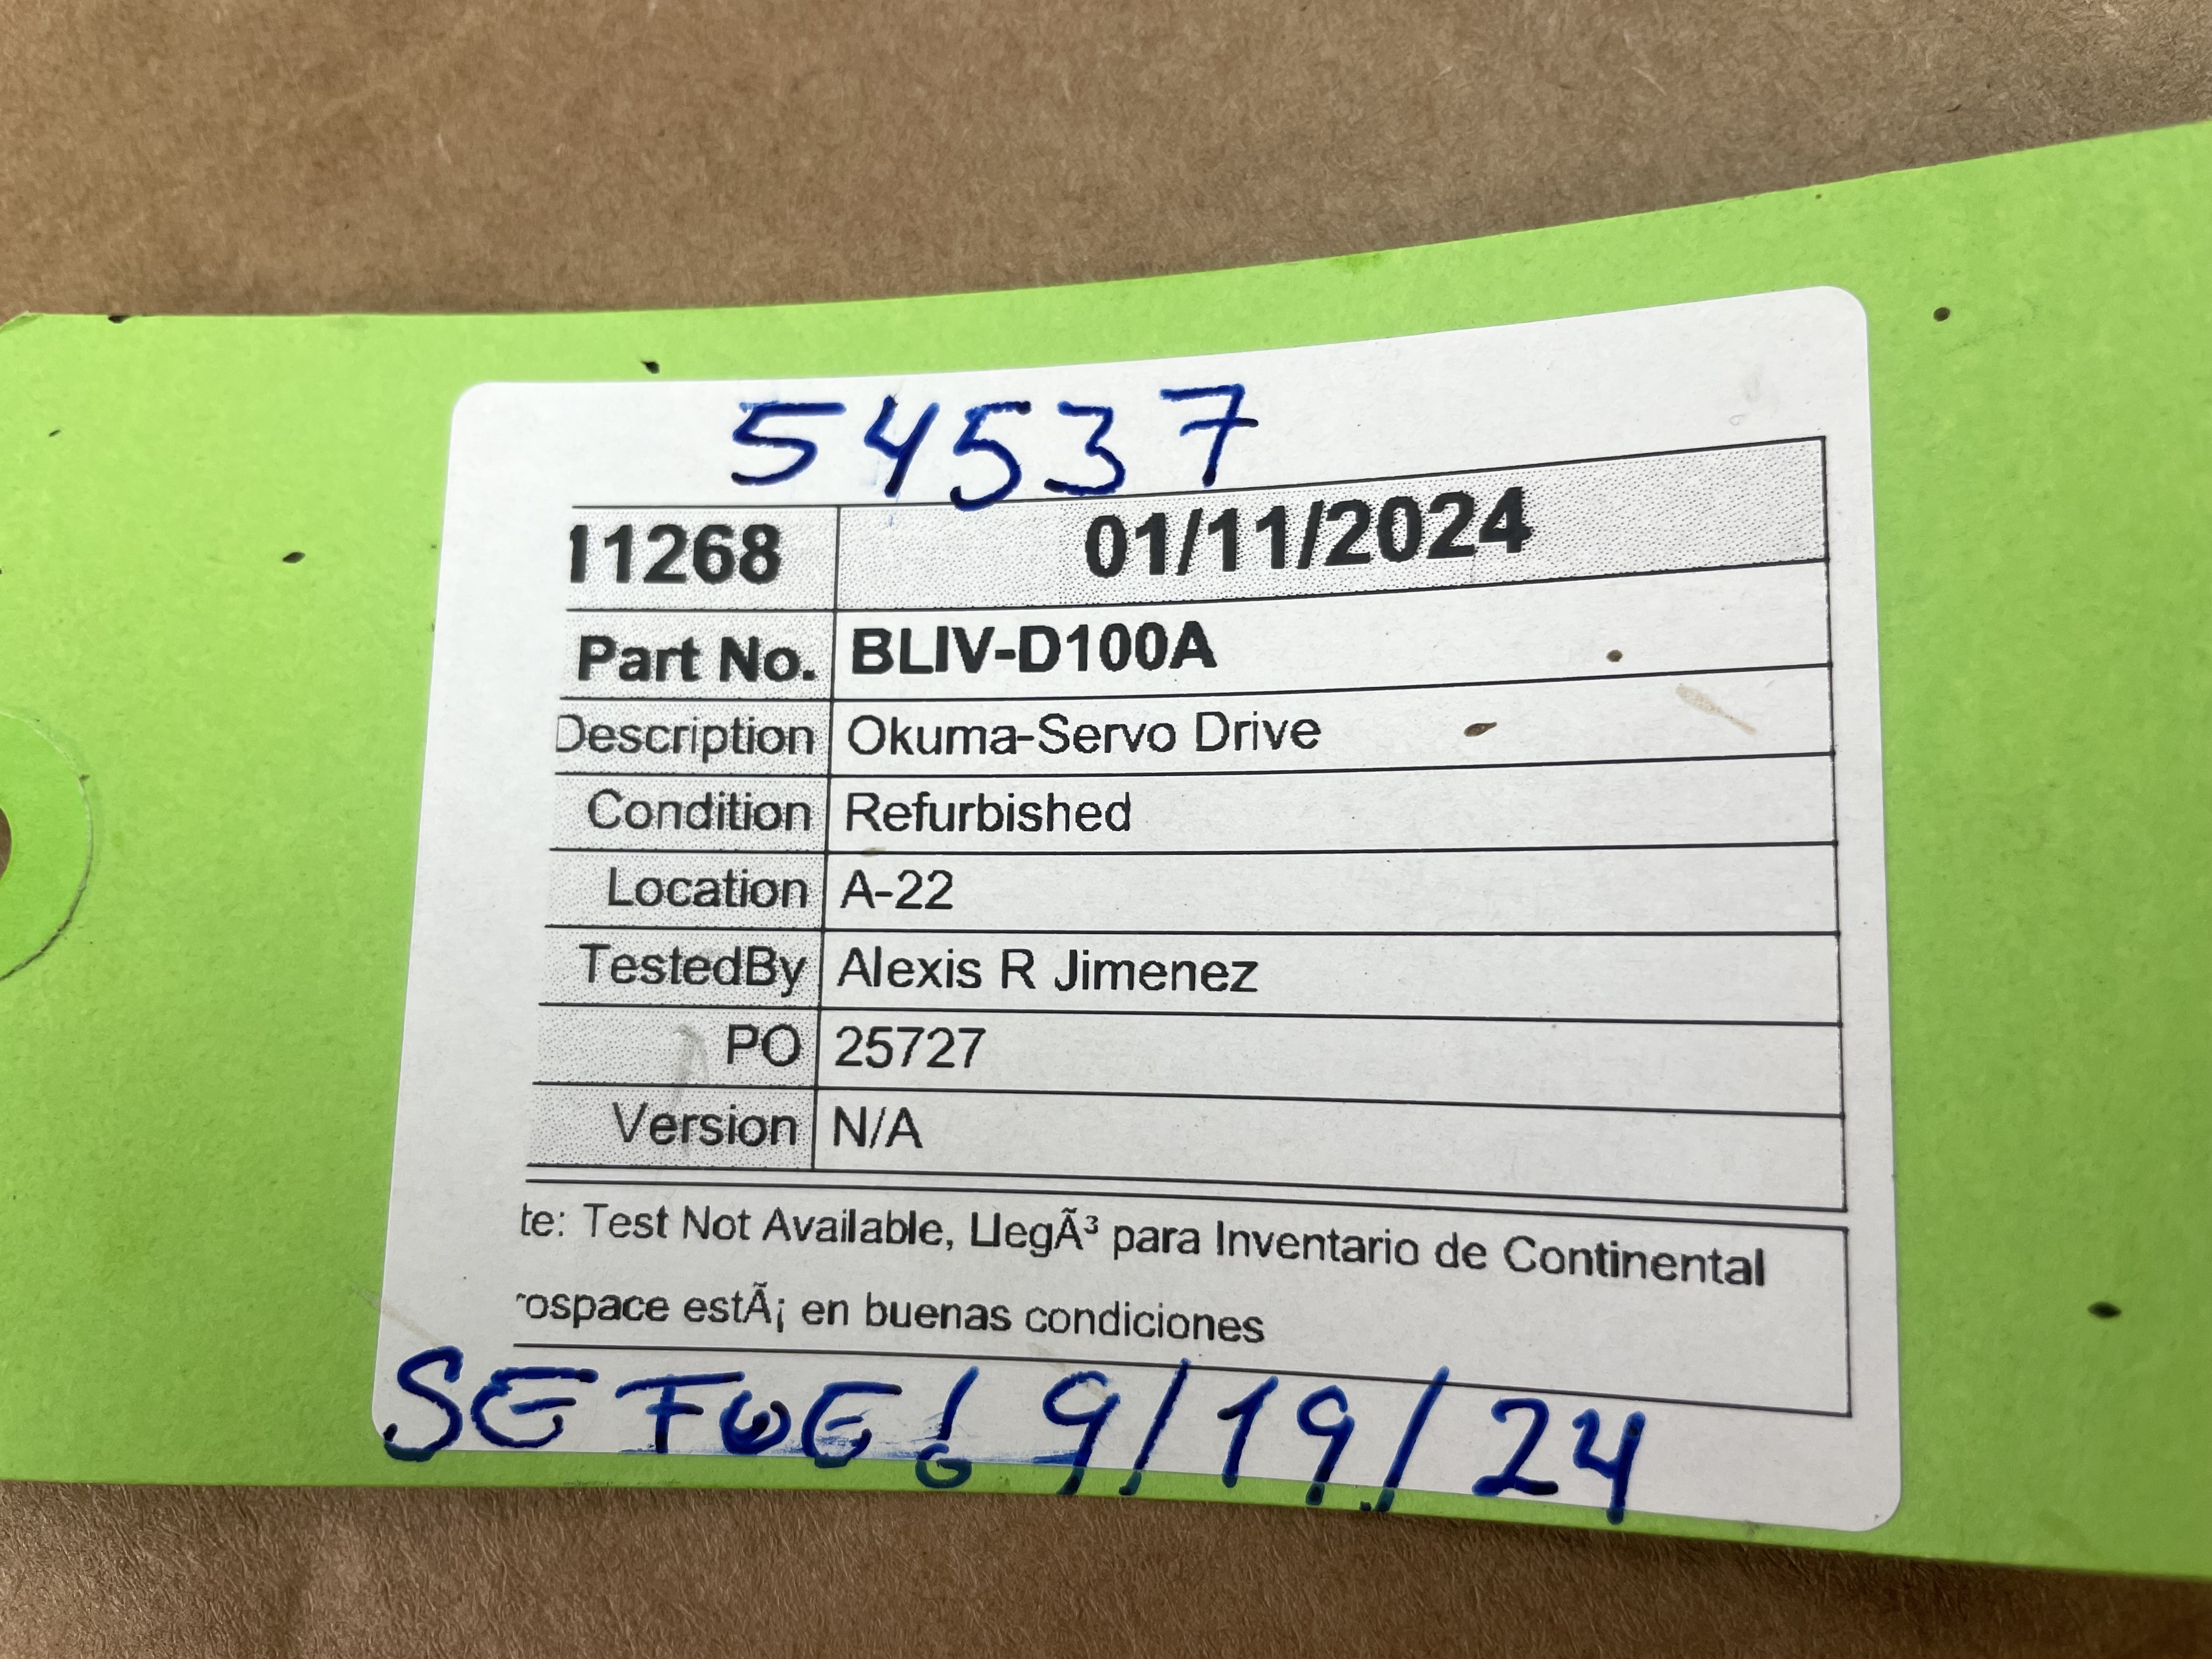 54537
11268 01/11/2024
Part No. BLIV-D100A
Description Okuma-Servo Drive
Condition Refurbished
Location A-22
TestedBy Alexis R Jimenez
PO 25727
Version N/A
te: Test Not Available, LlegÃ³ para Inventario de Continental
rospace estÃ¡ en buenas condiciones
SE FUE! 9/19/24